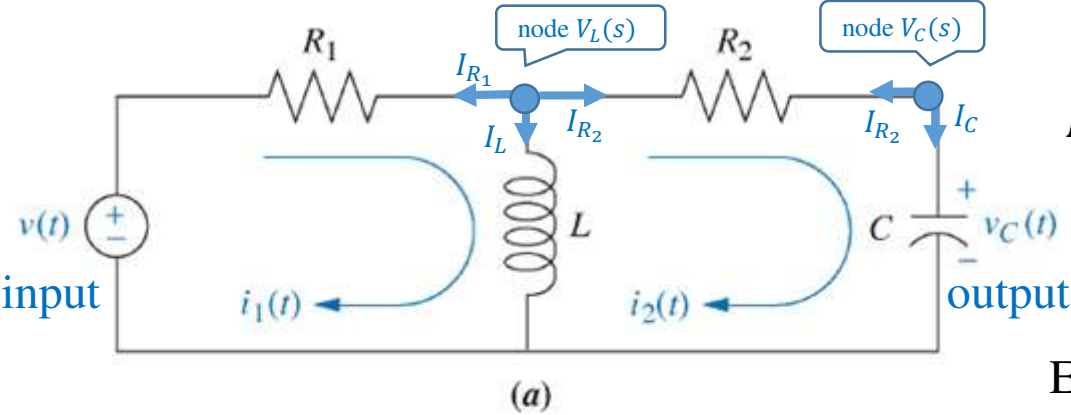 node V_L(s)
node V_C(s)
R_1
R_2
I_{R_1}
I_L
I_{R_2}
I_{R_2}
I_C
v(t)
+
−
input
i_1(t)
L
i_2(t)
C
+
v_C(t)
−
output
E
(a)